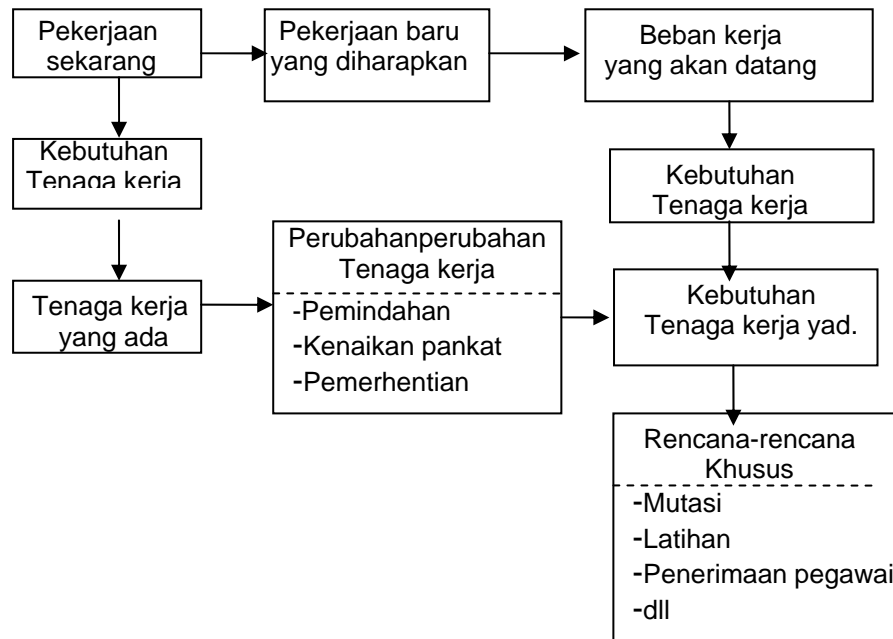 Pekerjaan
sekarang
Pekerjaan baru
yang diharapkan
Beban kerja
yang akan datang
Kebutuhan
Tenaga kerja
Kebutuhan
Tenaga kerja
Perubahanperubahan
Tenaga kerja
-Pemindahan
-Kenaikan pankat
-Pemerhentian
Tenaga kerja
yang ada
Kebutuhan
Tenaga kerja yad.
Rencana-rencana
Khusus
-Mutasi
-Latihan
-Penerimaan pegawai
-dll